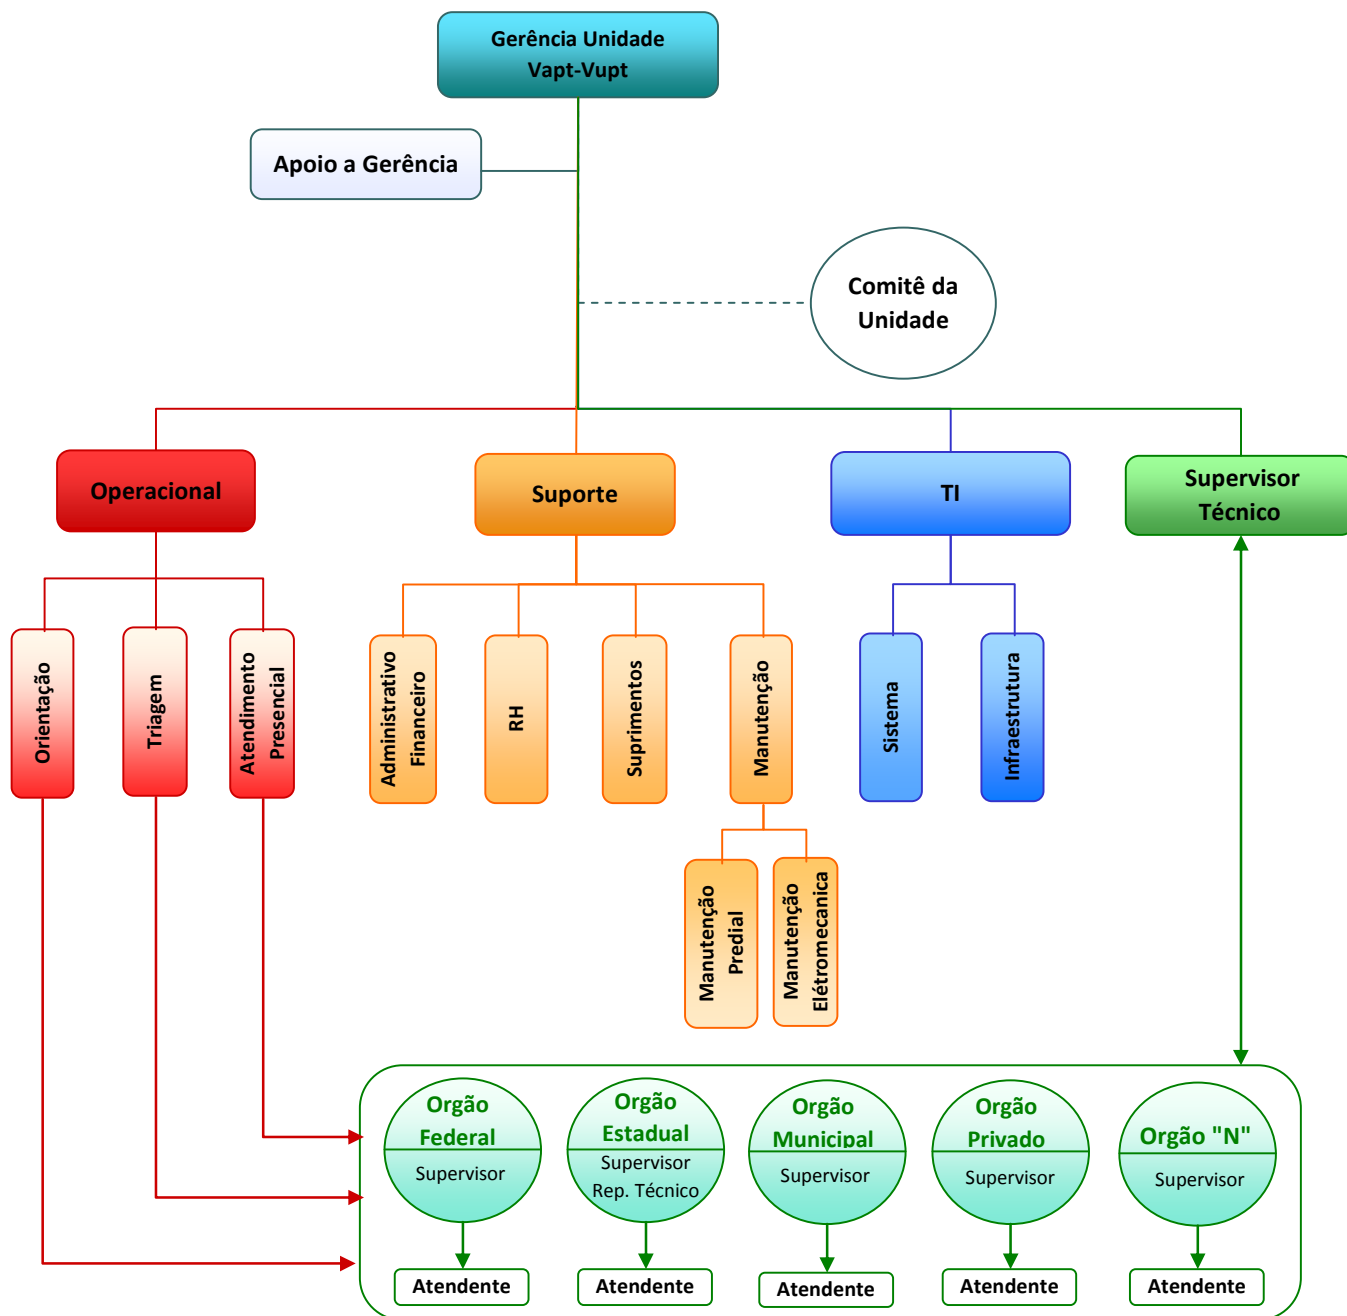 Gerência Unidade
Vapt-Vupt
Apoio a Gerência
Comitê da
Unidade
Operacional
Suporte
TI
Supervisor
Técnico
Orientação
Triagem
Atendimento
Presencial
Administrativo
Financeiro
RH
Suprimentos
Manutenção
Sistema
Infraestrutura
Manutenção
Predial
Manutenção
Elétromecanica
Orgão
Federal
Supervisor
Orgão
Estadual
Supervisor
Rep. Técnico
Orgão
Municipal
Supervisor
Orgão
Privado
Supervisor
Orgão "N"
Supervisor
Atendente
Atendente
Atendente
Atendente
Atendente